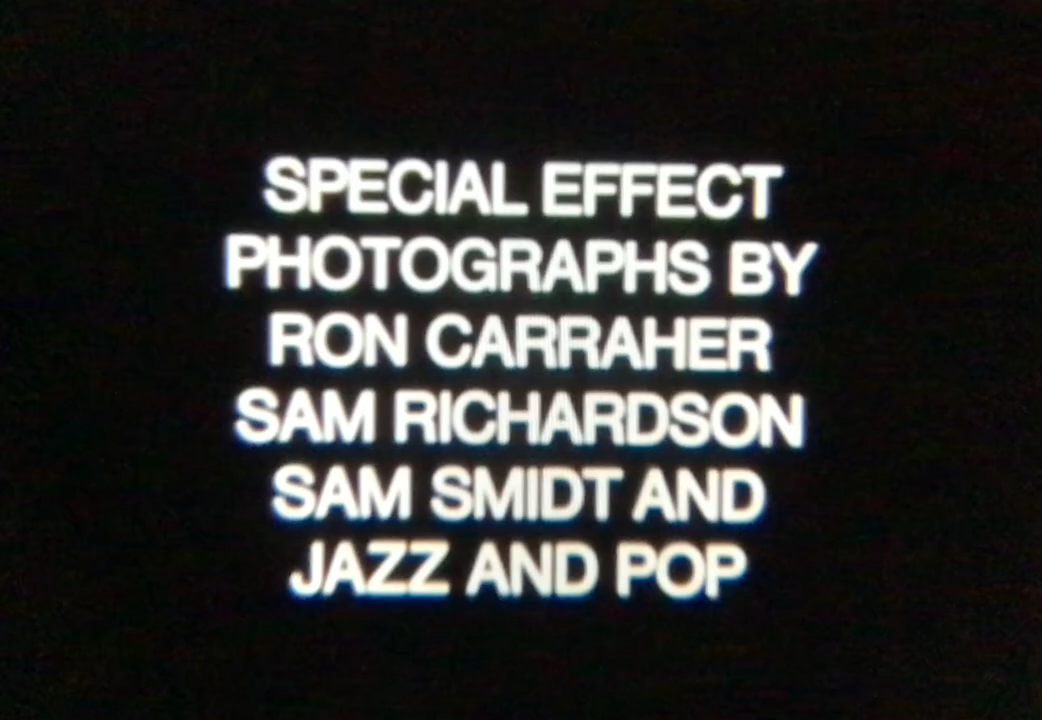 SPECIAL EFFECT
PHOTOGRAPHS BY
RON CARRAHER
SAM RICHARDSON
SAM SMIDT AND
JAZZ AND POP